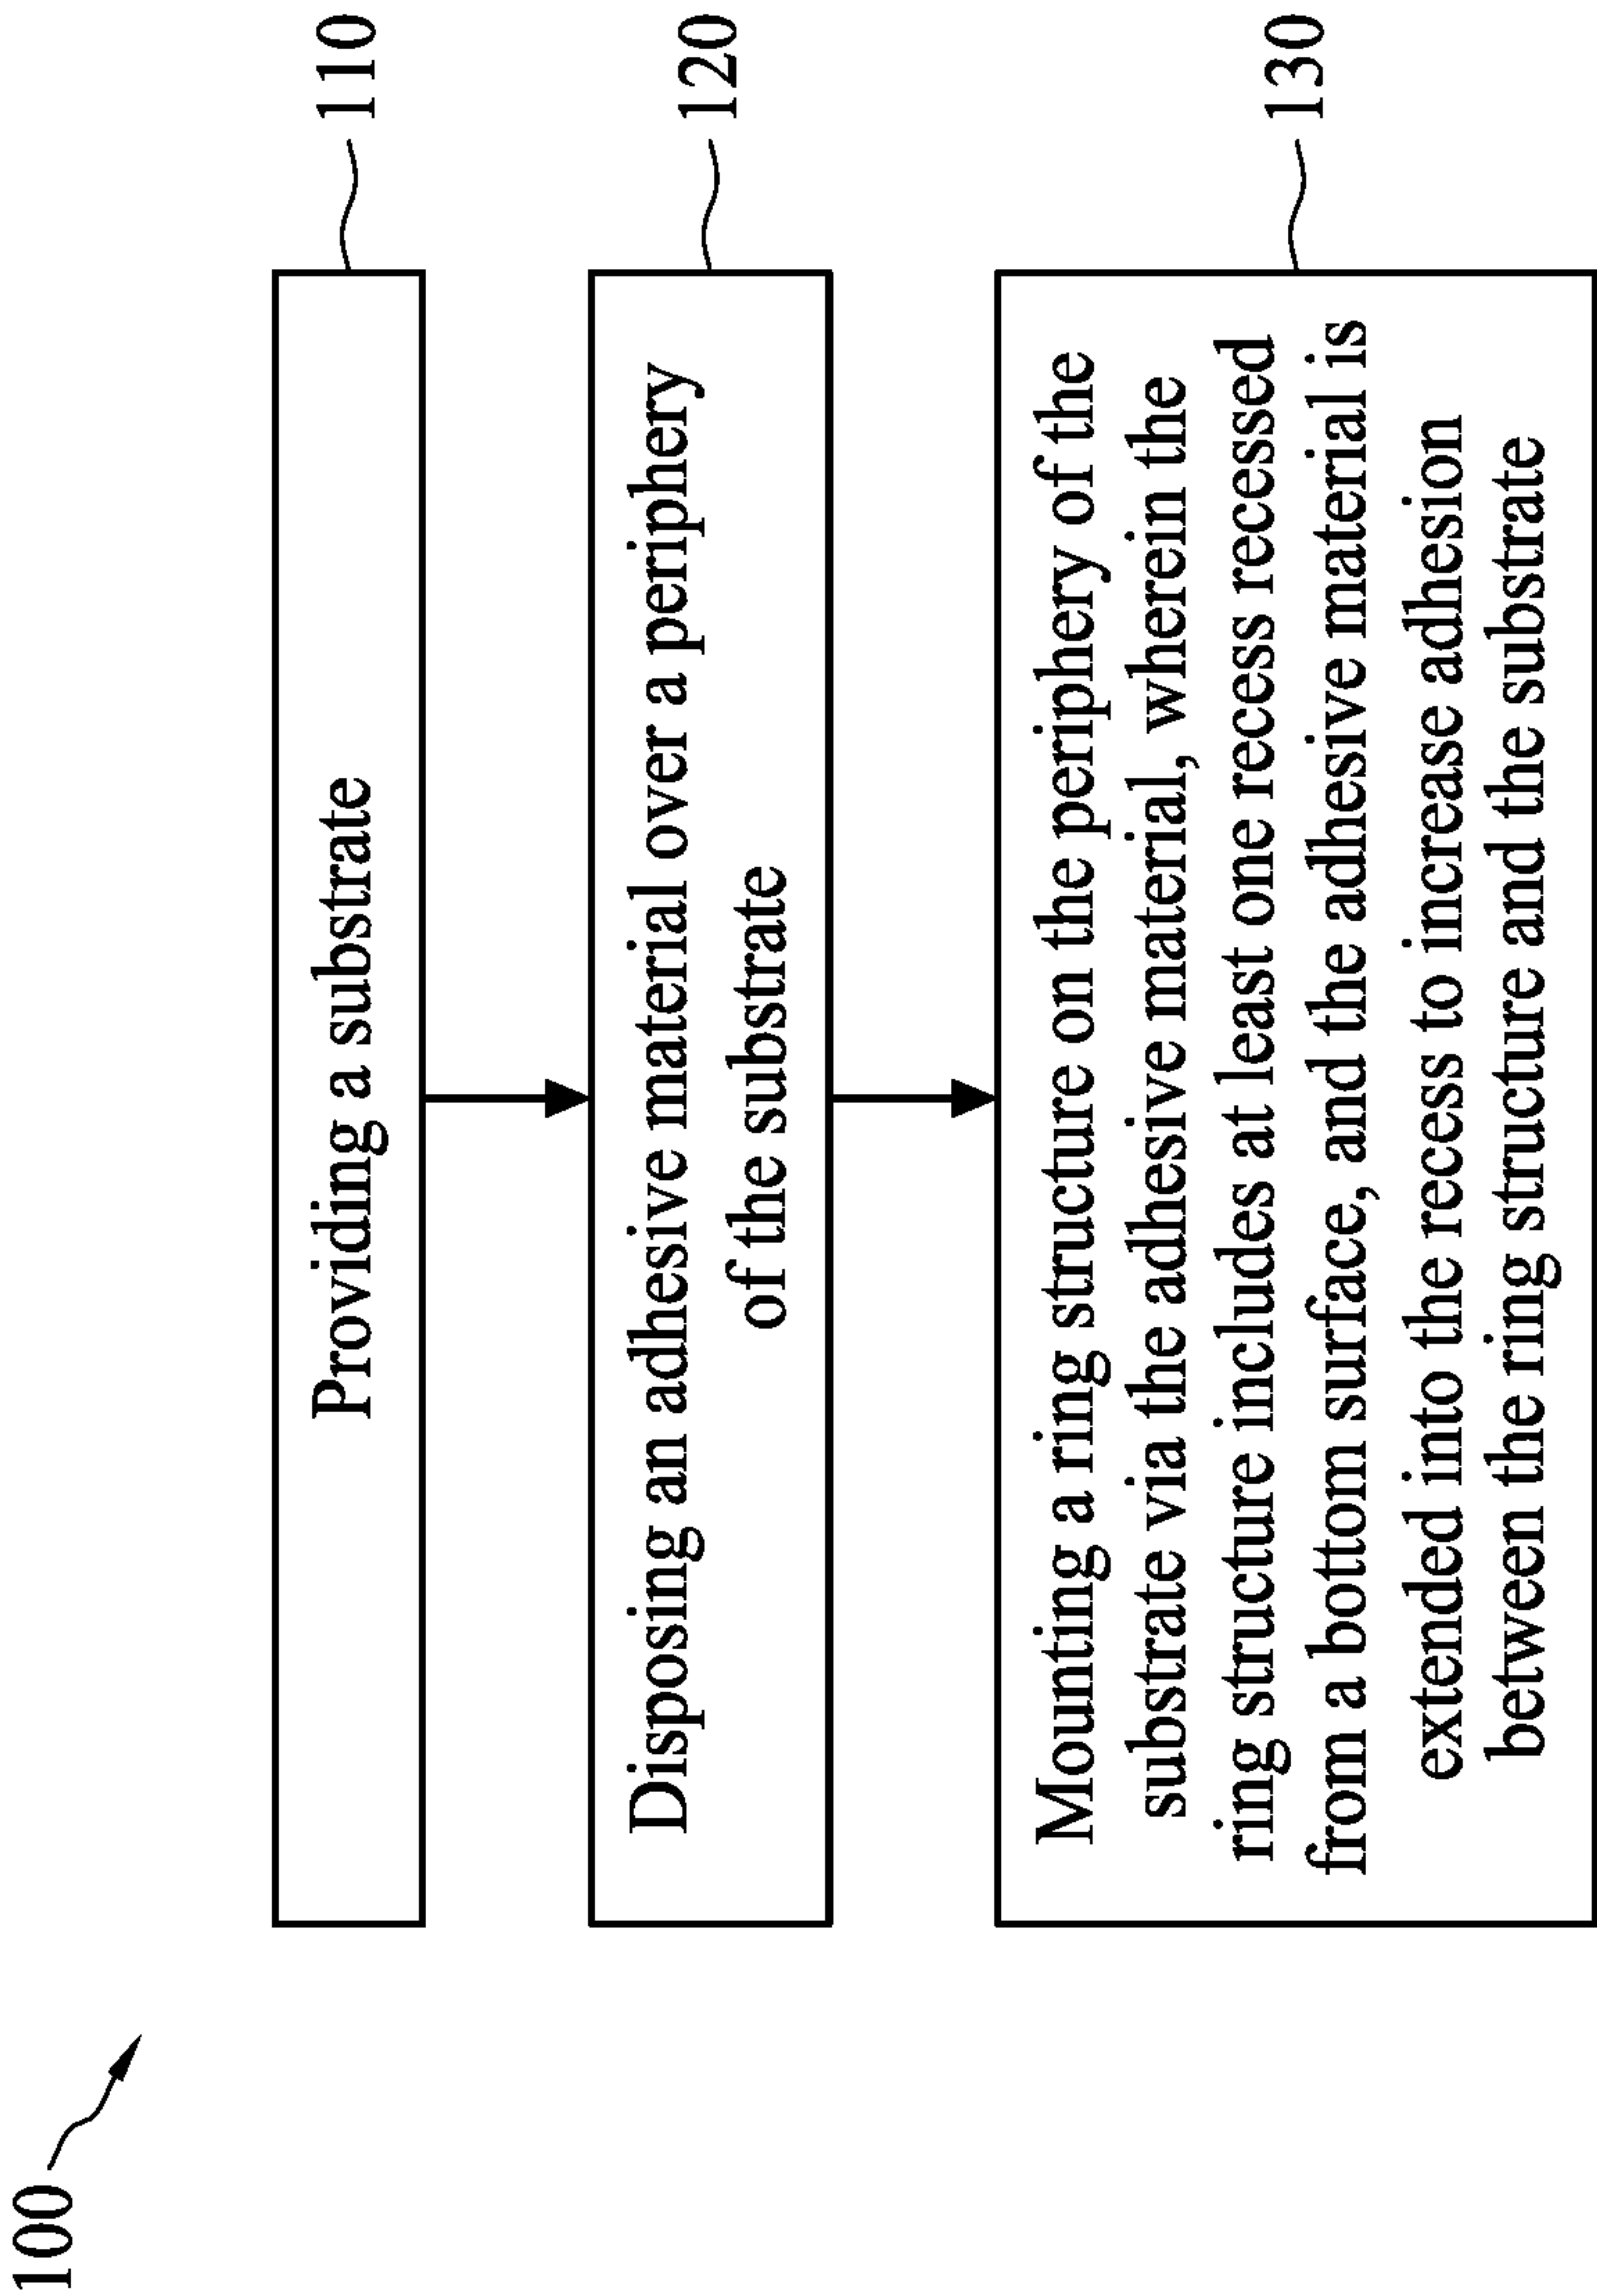 100
Providing a substrate
110
Disposing an adhesive material over a periphery
of the substrate
120
Mounting a ring structure on the periphery of the
substrate via the adhesive material, wherein the
ring structure includes at least one recess recessed
from a bottom surface, and the adhesive material is
extended into the recess to increase adhesion
between the ring structure and the substrate
130